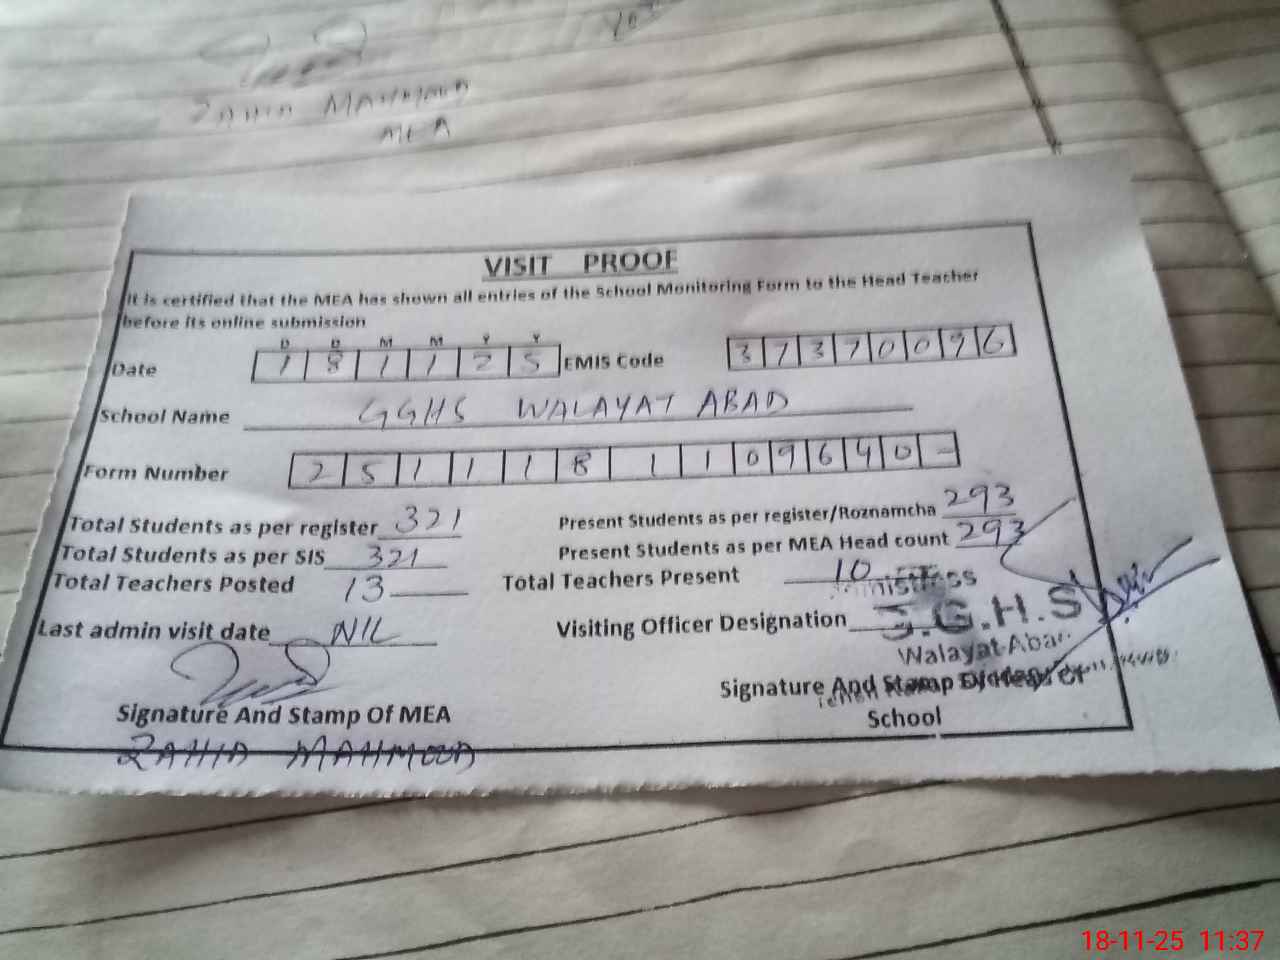 ZAHID MAHMOOD
MEA
VISIT PROOF
It is certified that the MEA has shown all entries of the School Monitoring Form to the Head Teacher
before its online submission
D D M M Y Y
Date 1 8 1 1 2 5 EMIS Code 3 7 3 7 0 0 9 6
School Name GGHS WALAYAT ABAD
Form Number 2 5 1 1 1 8 1 1 0 9 6 4 0 -
Total Students as per register 321 Present Students as per register/Roznamcha 293
Total Students as per SIS 321 Present Students as per MEA Head count 293
Total Teachers Posted 13 Total Teachers Present 10
Last admin visit date NIL Visiting Officer Designation
G.G.H.S
Walayat Abad
Signature And Stamp Of MEA Signature And Stamp Of
School
ZAHID MAHMOOD
18-11-25 11:37